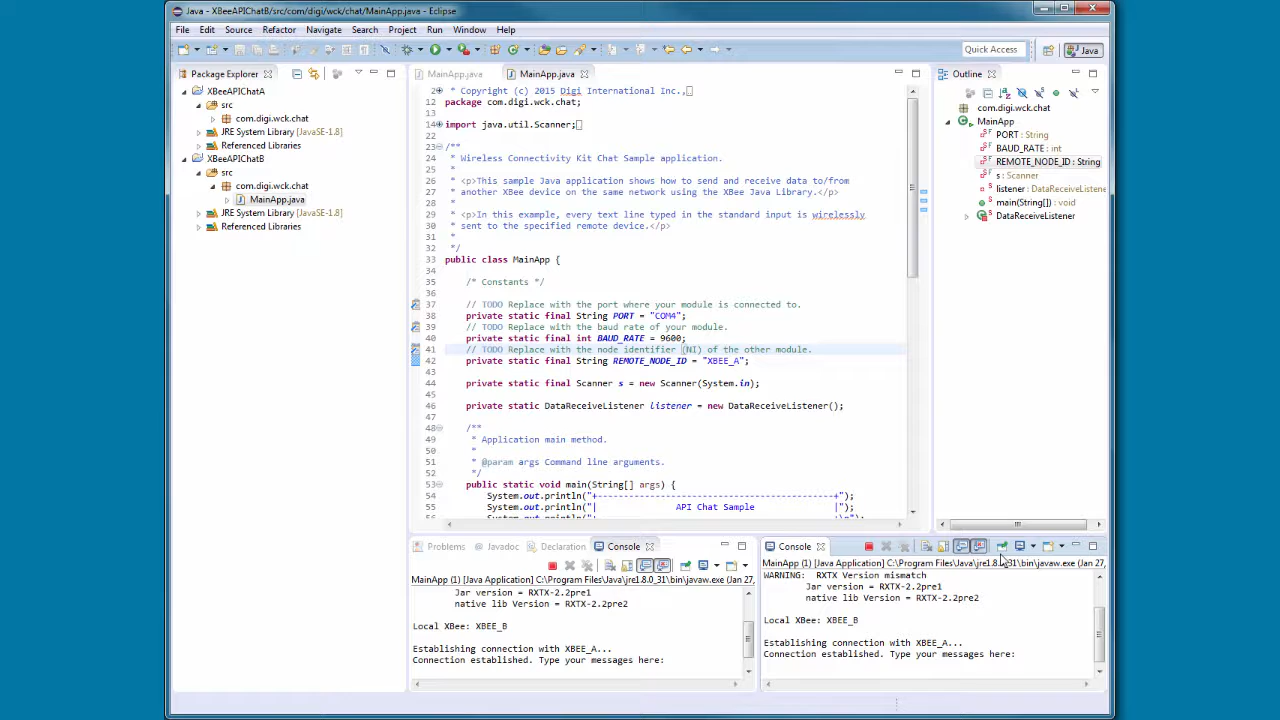 Java - XBeeAPIChatB/src/com/digi/wck/chat/MainApp.java - Eclipse
File Edit Source Refactor Navigate Search Project Run Window Help
Quick Access
Java
Package Explorer
XBeeAPIChatA
src
com.digi.wck.chat
JRE System Library [JavaSE-1.8]
Referenced Libraries
XBeeAPIChatB
src
com.digi.wck.chat
MainApp.java
JRE System Library [JavaSE-1.8]
Referenced Libraries
MainApp.java MainApp.java
2 * Copyright (c) 2015 Digi International Inc.,
12 package com.digi.wck.chat;
13
14 import java.util.Scanner;
22
23 /**
24 * Wireless Connectivity Kit Chat Sample application.
25 *
26 * <p>This sample Java application shows how to send and receive data to/from
27 * another XBee device on the same network using the XBee Java Library.</p>
28 *
29 * <p>In this example, every text line typed in the standard input is wirelessly
30 * sent to the specified remote device.</p>
31 *
32 */
33 public class MainApp {
34
35 /* Constants */
36
37 // TODO Replace with the port where your module is connected to.
38 private static final String PORT = "COM4";
39 // TODO Replace with the baud rate of your module.
40 private static final int BAUD_RATE = 9600;
41 // TODO Replace with the node identifier (NI) of the other module.
42 private static final String REMOTE_NODE_ID = "XBEE_A";
43
44 private static final Scanner s = new Scanner(System.in);
45
46 private static DataReceiveListener listener = new DataReceiveListener();
47
48 /**
49 * Application main method.
50 *
51 * @param args Command line arguments.
52 */
53 public static void main(String[] args) {
54 System.out.println("+-----------------------------------------+");
55 System.out.println("| API Chat Sample |");
Outline
com.digi.wck.chat
MainApp
PORT : String
BAUD_RATE : int
REMOTE_NODE_ID : String
s : Scanner
listener : DataReceiveListene
main(String[]) : void
DataReceiveListener
Problems Javadoc Declaration Console
MainApp (1) [Java Application] C:\Program Files\Java\jre1.8.0_31\bin\javaw.exe (Jan 27,
Jar version = RXTX-2.2pre1
native lib Version = RXTX-2.2pre2
Local XBee: XBEE_B
Establishing connection with XBEE_A...
Connection established. Type your messages here:
Console
MainApp (1) [Java Application] C:\Program Files\Java\jre1.8.0_31\bin\javaw.exe (Jan 27,
WARNING: RXTX Version mismatch
Jar version = RXTX-2.2pre1
native lib Version = RXTX-2.2pre2
Local XBee: XBEE_B
Establishing connection with XBEE_A...
Connection established. Type your messages here: